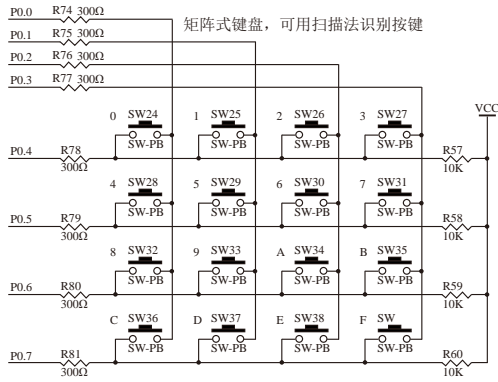 P0.0 R74 300Ω
矩阵式键盘，可用扫描法识别按键
P0.1 R75 300Ω
P0.2 R76 300Ω
P0.3 R77 300Ω
VCC
0 SW24 1 SW25 2 SW26 3 SW27
SW-PB SW-PB SW-PB SW-PB
P0.4 R78 R57
300Ω 10K
4 SW28 5 SW29 6 SW30 7 SW31
SW-PB SW-PB SW-PB SW-PB
P0.5 R79 R58
300Ω 10K
8 SW32 9 SW33 A SW34 B SW35
SW-PB SW-PB SW-PB SW-PB
P0.6 R80 R59
300Ω 10K
C SW36 D SW37 E SW38 F SW
SW-PB SW-PB SW-PB SW-PB
P0.7 R81 R60
300Ω 10K